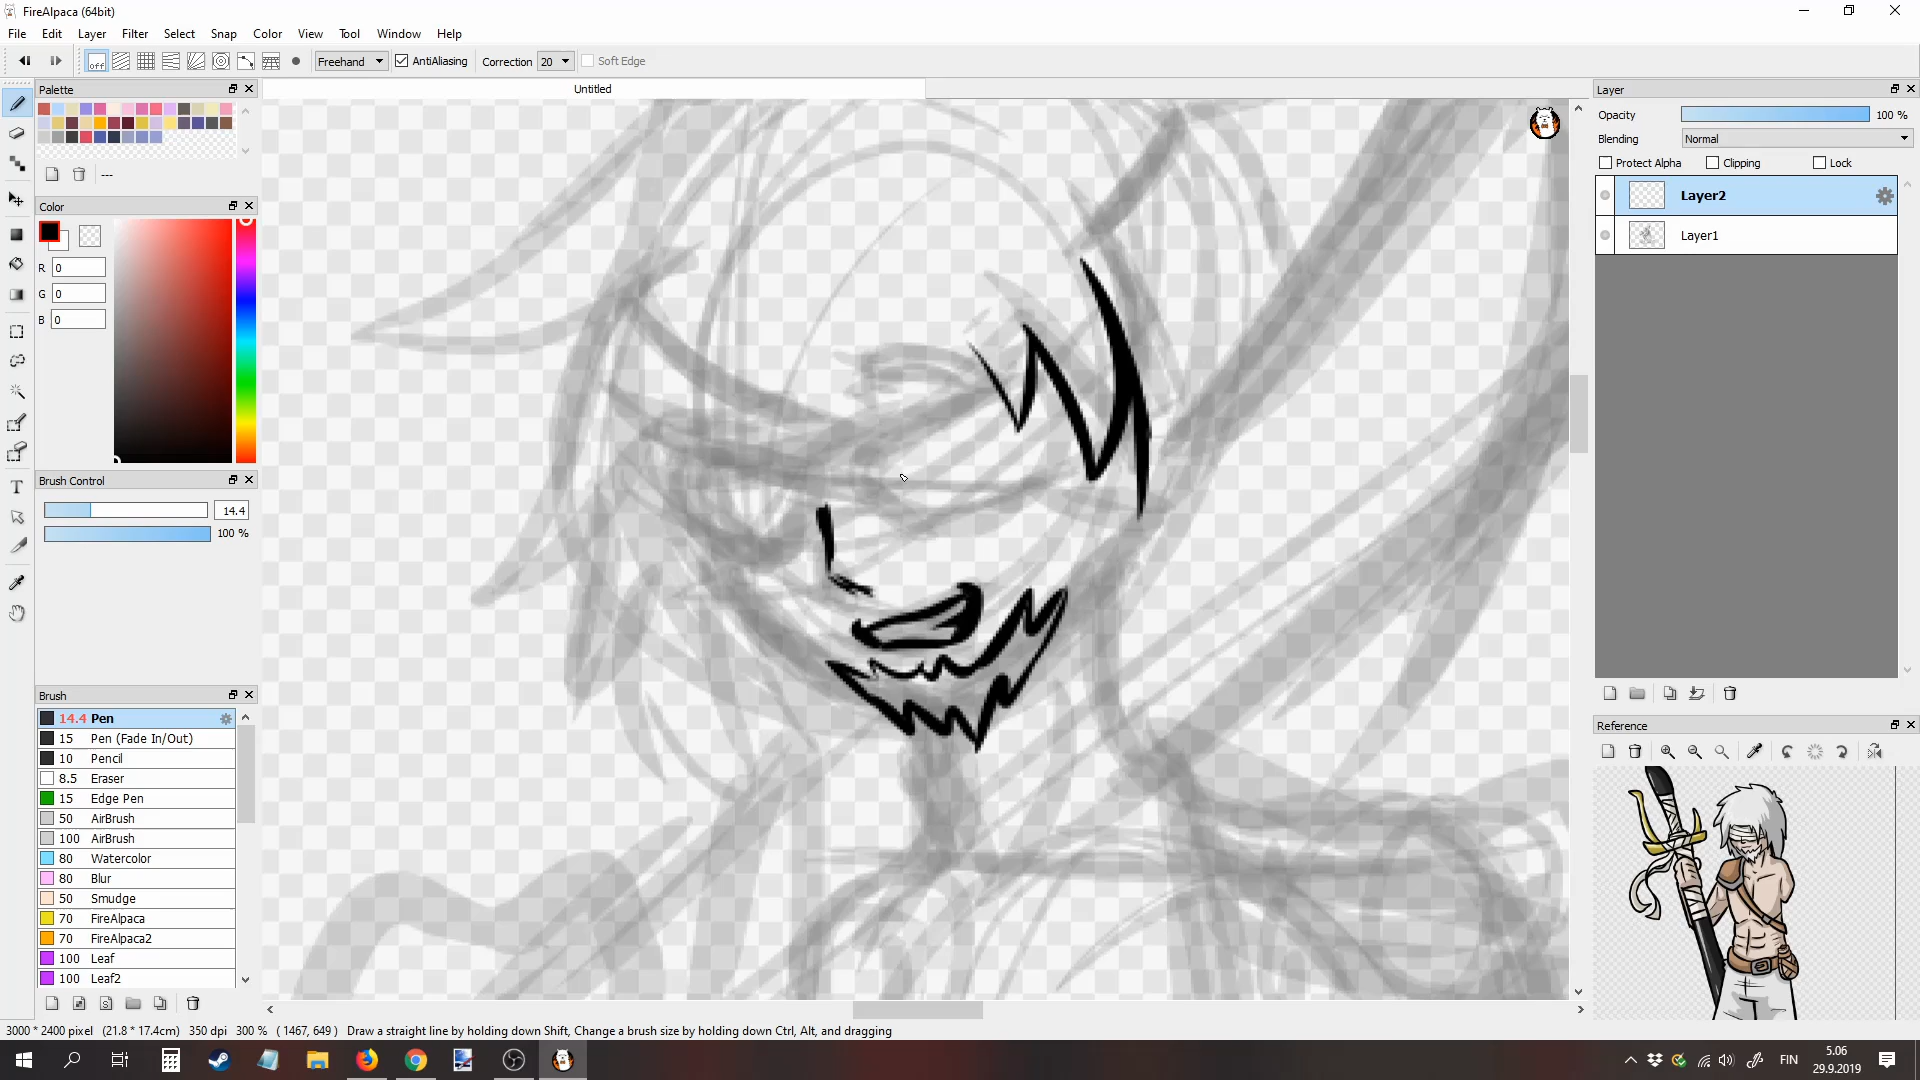 FireAlpaca (64bit)
File Edit Layer Filter Select Snap Color View Tool Window Help
off Freehand AntiAliasing Correction 20 Soft Edge
Palette
Untitled
Layer
Opacity 100 %
Blending Normal
Protect Alpha Clipping Lock
Layer2
Layer1
---
Color
R 0
G 0
B 0
Brush Control
14.4
100 %
Brush
14.4 Pen
15 Pen (Fade In/Out)
10 Pencil
8.5 Eraser
15 Edge Pen
50 AirBrush
100 AirBrush
80 Watercolor
80 Blur
50 Smudge
70 FireAlpaca
70 FireAlpaca2
100 Leaf
100 Leaf2
Reference
3000 * 2400 pixel (21.8 * 17.4cm) 350 dpi 300 % ( 1467, 649 ) Draw a straight line by holding down Shift, Change a brush size by holding down Ctrl, Alt, and dragging
FIN
5.06
29.9.2019